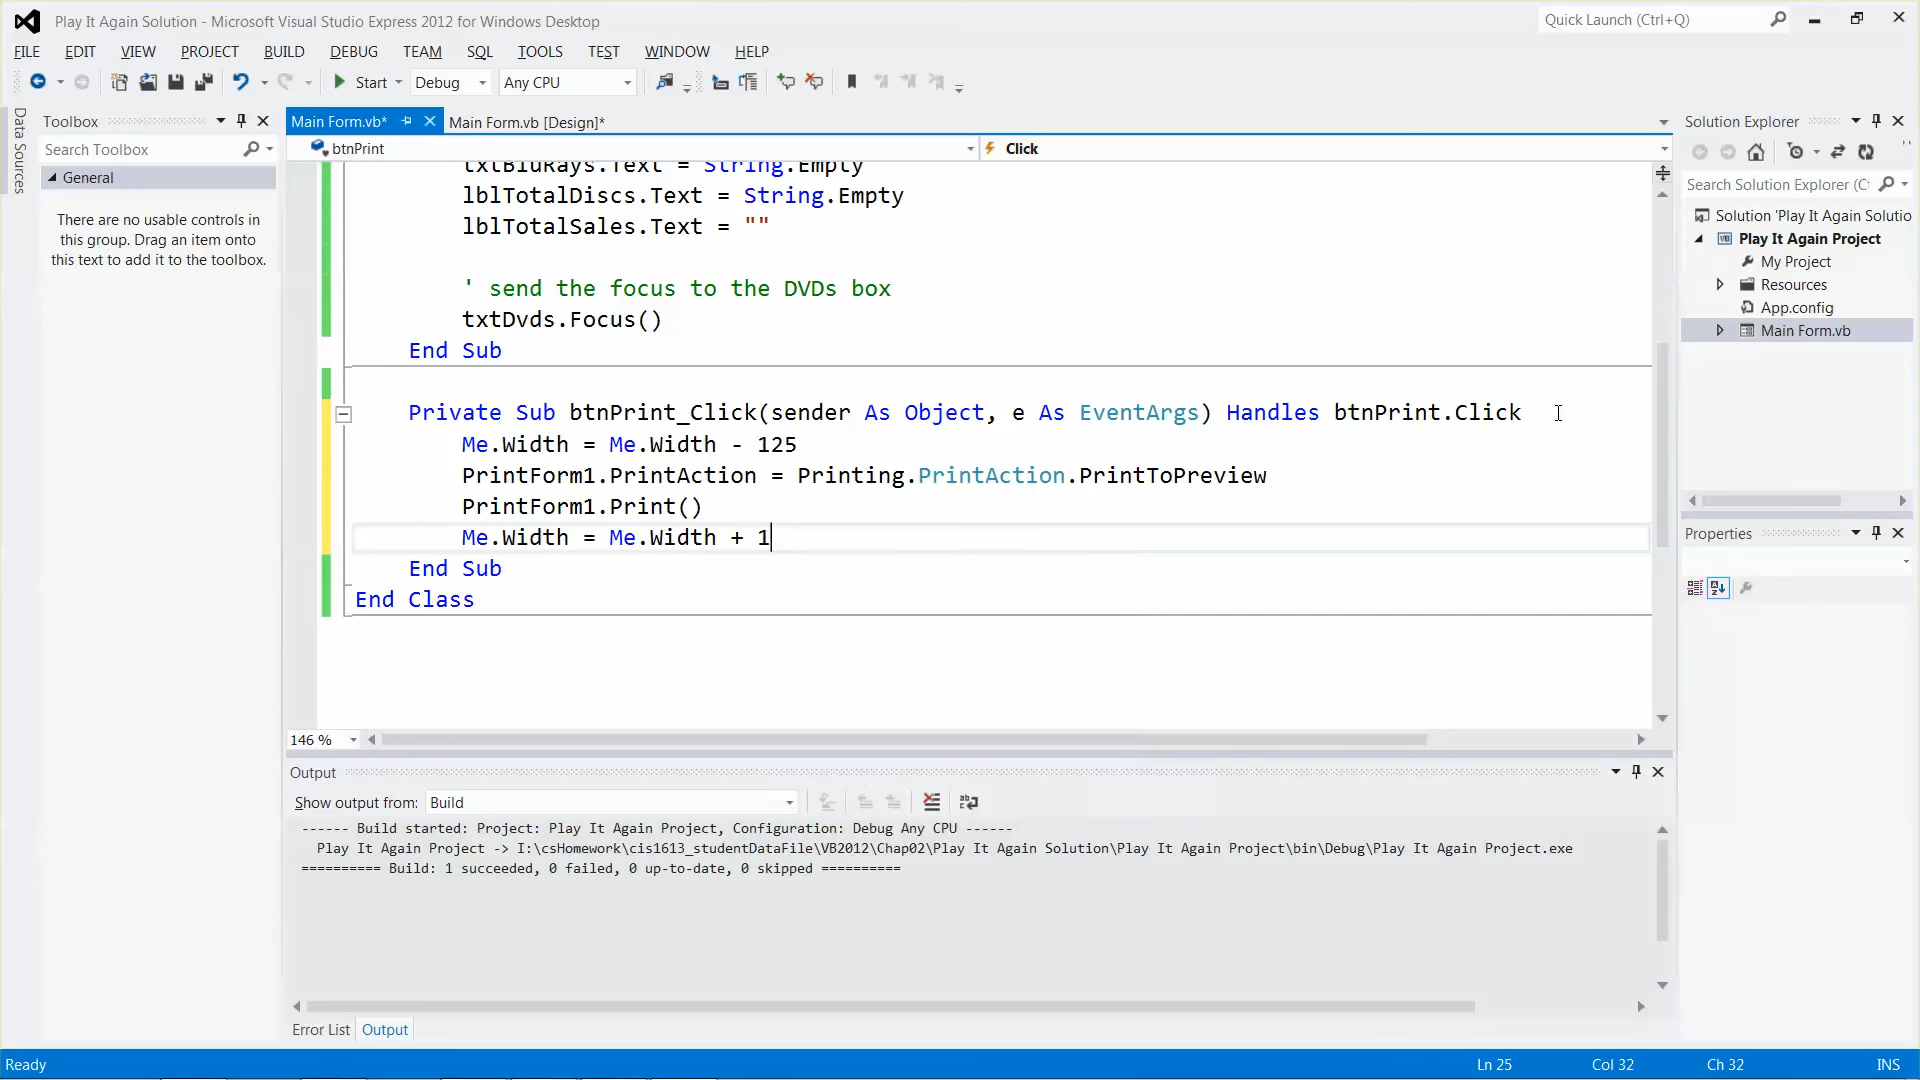 Play It Again Solution - Microsoft Visual Studio Express 2012 for Windows Desktop
Quick Launch (Ctrl+Q)
FILE EDIT VIEW PROJECT BUILD DEBUG TEAM SQL TOOLS TEST WINDOW HELP
Start Debug Any CPU
Data Sources
Toolbox
Search Toolbox
General
There are no usable controls in
this group. Drag an item onto
this text to add it to the toolbox.
Main Form.vb* Main Form.vb [Design]*
btnPrint Click
txtBluRays.Text = String.Empty
lblTotalDiscs.Text = String.Empty
lblTotalSales.Text = ""
' send the focus to the DVDs box
txtDvds.Focus()
End Sub
Private Sub btnPrint_Click(sender As Object, e As EventArgs) Handles btnPrint.Click
Me.Width = Me.Width - 125
PrintForm1.PrintAction = Printing.PrintAction.PrintToPreview
PrintForm1.Print()
Me.Width = Me.Width + 1
End Sub
End Class
146 %
Output
Show output from: Build
------ Build started: Project: Play It Again Project, Configuration: Debug Any CPU ------
Play It Again Project -> I:\csHomework\cis1613_studentDataFile\VB2012\Chap02\Play It Again Solution\Play It Again Project\bin\Debug\Play It Again Project.exe
========== Build: 1 succeeded, 0 failed, 0 up-to-date, 0 skipped ==========
Error List Output
Solution Explorer
Search Solution Explorer (Ct
Solution 'Play It Again Solutio
Play It Again Project
My Project
Resources
App.config
Main Form.vb
Properties
Ready Ln 25 Col 32 Ch 32 INS